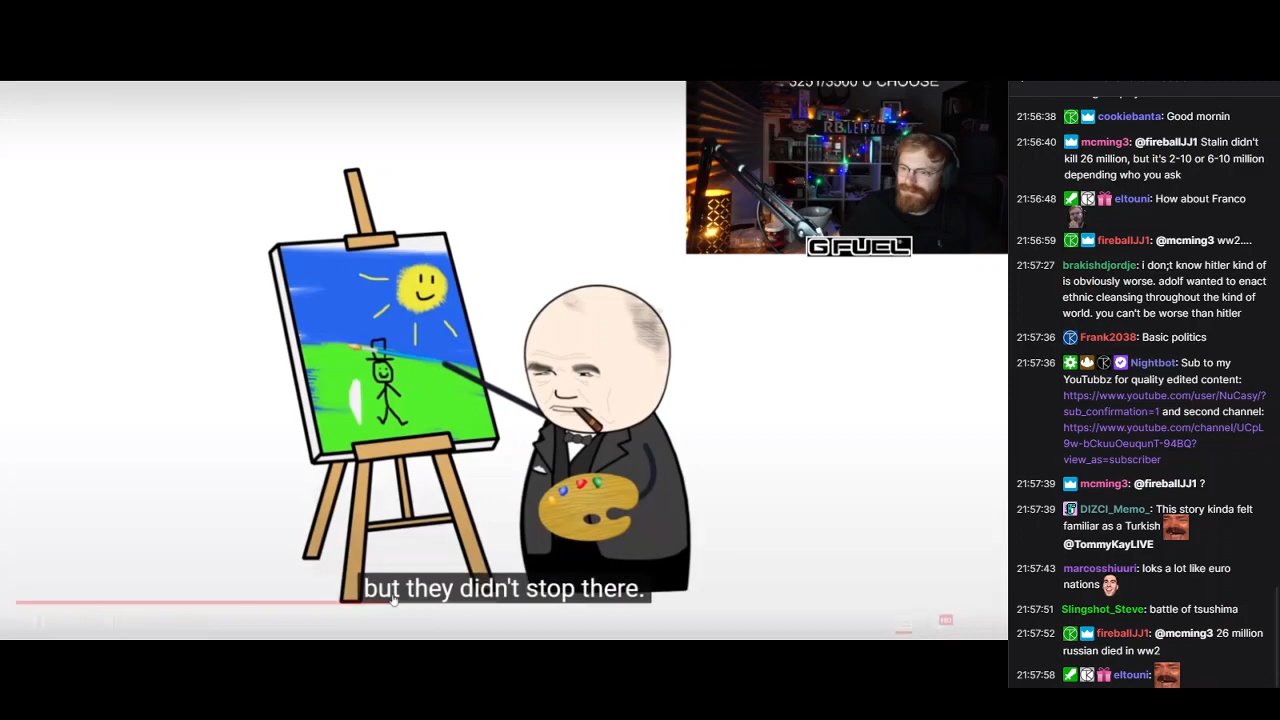 3251/3500 U CHOOSE
RB LEIPZIG
G FUEL
but they didn't stop there.
21:56:38 cookiebanta: Good mornin
21:56:40 mcming3: @fireballJJ1 Stalin didn't
kill 26 million, but it's 2-10 or 6-10 million
depending who you ask
21:56:48 eltouni: How about Franco
21:56:59 fireballJJ1: @mcming3 ww2....
21:57:27 brakishdjordje: i don;t know hitler kind of
is obviously worse. adolf wanted to enact
ethnic cleansing throughout the kind of
world. you can't be worse than hitler
21:57:36 Frank2038: Basic politics
21:57:36 Nightbot: Sub to my
YouTubbz for quality edited content:
https://www.youtube.com/user/NuCasy/?
sub_confirmation=1 and second channel:
https://www.youtube.com/channel/UCpL
9w-bCkuuOeuqunT-94BQ?
view_as=subscriber
21:57:39 mcming3: @fireballJJ1 ?
21:57:39 DIZCI_Memo_: This story kinda felt
familiar as a Turkish
@TommyKayLIVE
21:57:43 marcosshiuuri: loks a lot like euro
nations
21:57:51 Slingshot_Steve: battle of tsushima
21:57:52 fireballJJ1: @mcming3 26 million
russian died in ww2
21:57:58 eltouni: